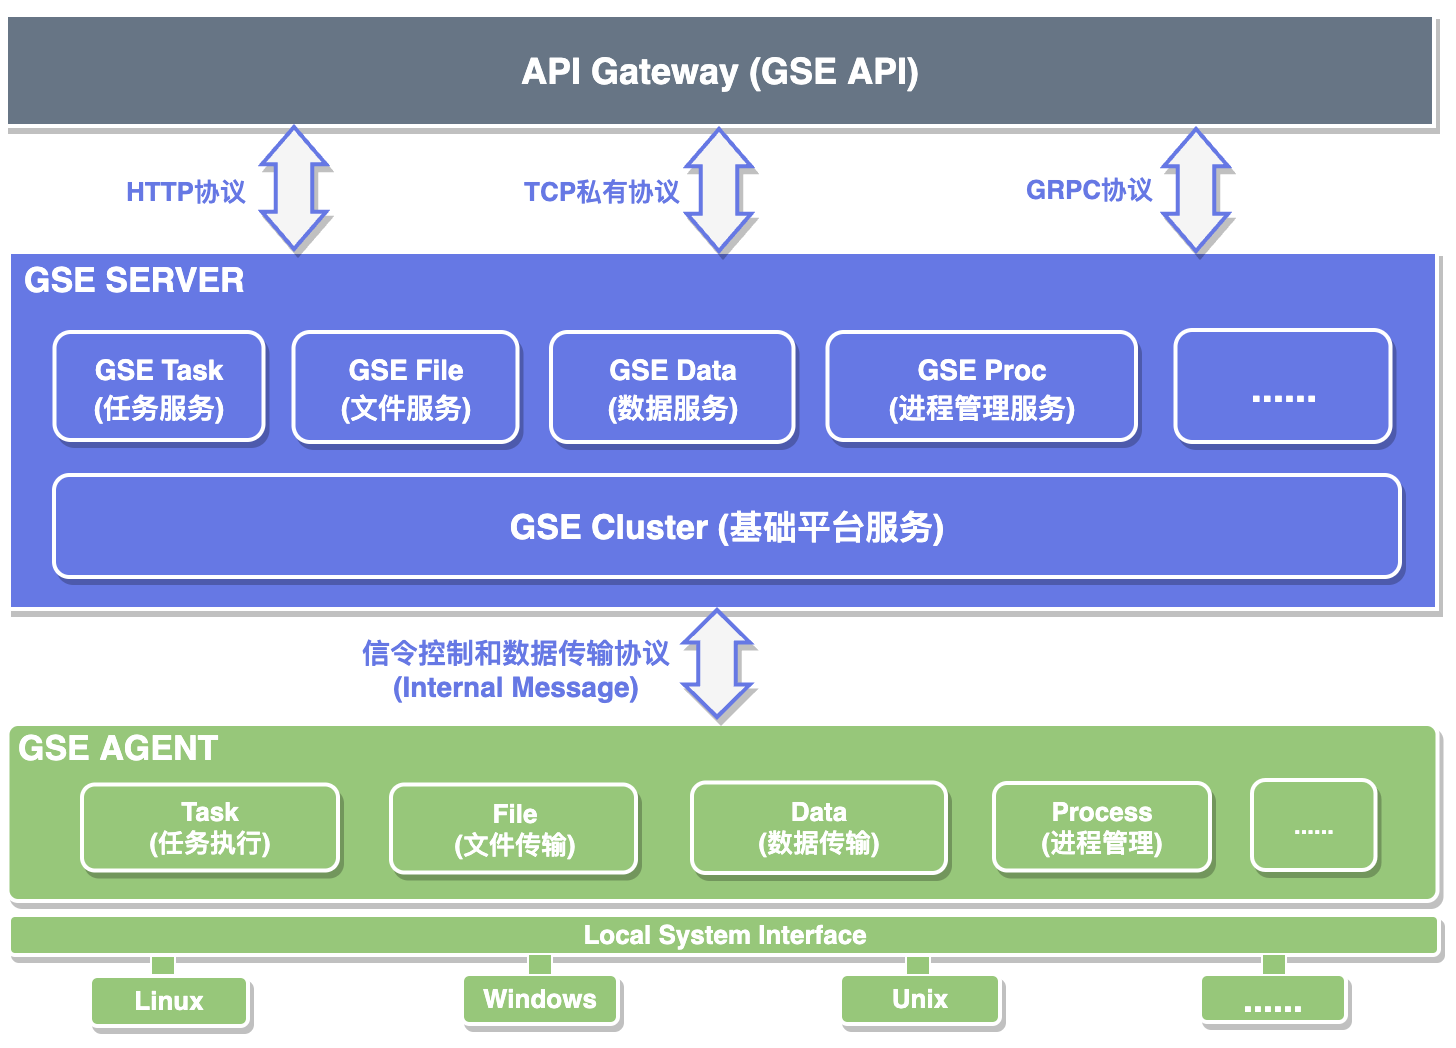 API Gateway (GSE API)
HTTP协议
TCP私有协议
GRPC协议
GSE SERVER
GSE Task
(任务服务)
GSE File
(文件服务)
GSE Data
(数据服务)
GSE Proc
(进程管理服务)
......
GSE Cluster (基础平台服务)
信令控制和数据传输协议
(Internal Message)
GSE AGENT
Task
(任务执行)
File
(文件传输)
Data
(数据传输)
Process
(进程管理)
......
Local System Interface
Linux
Windows
Unix
......